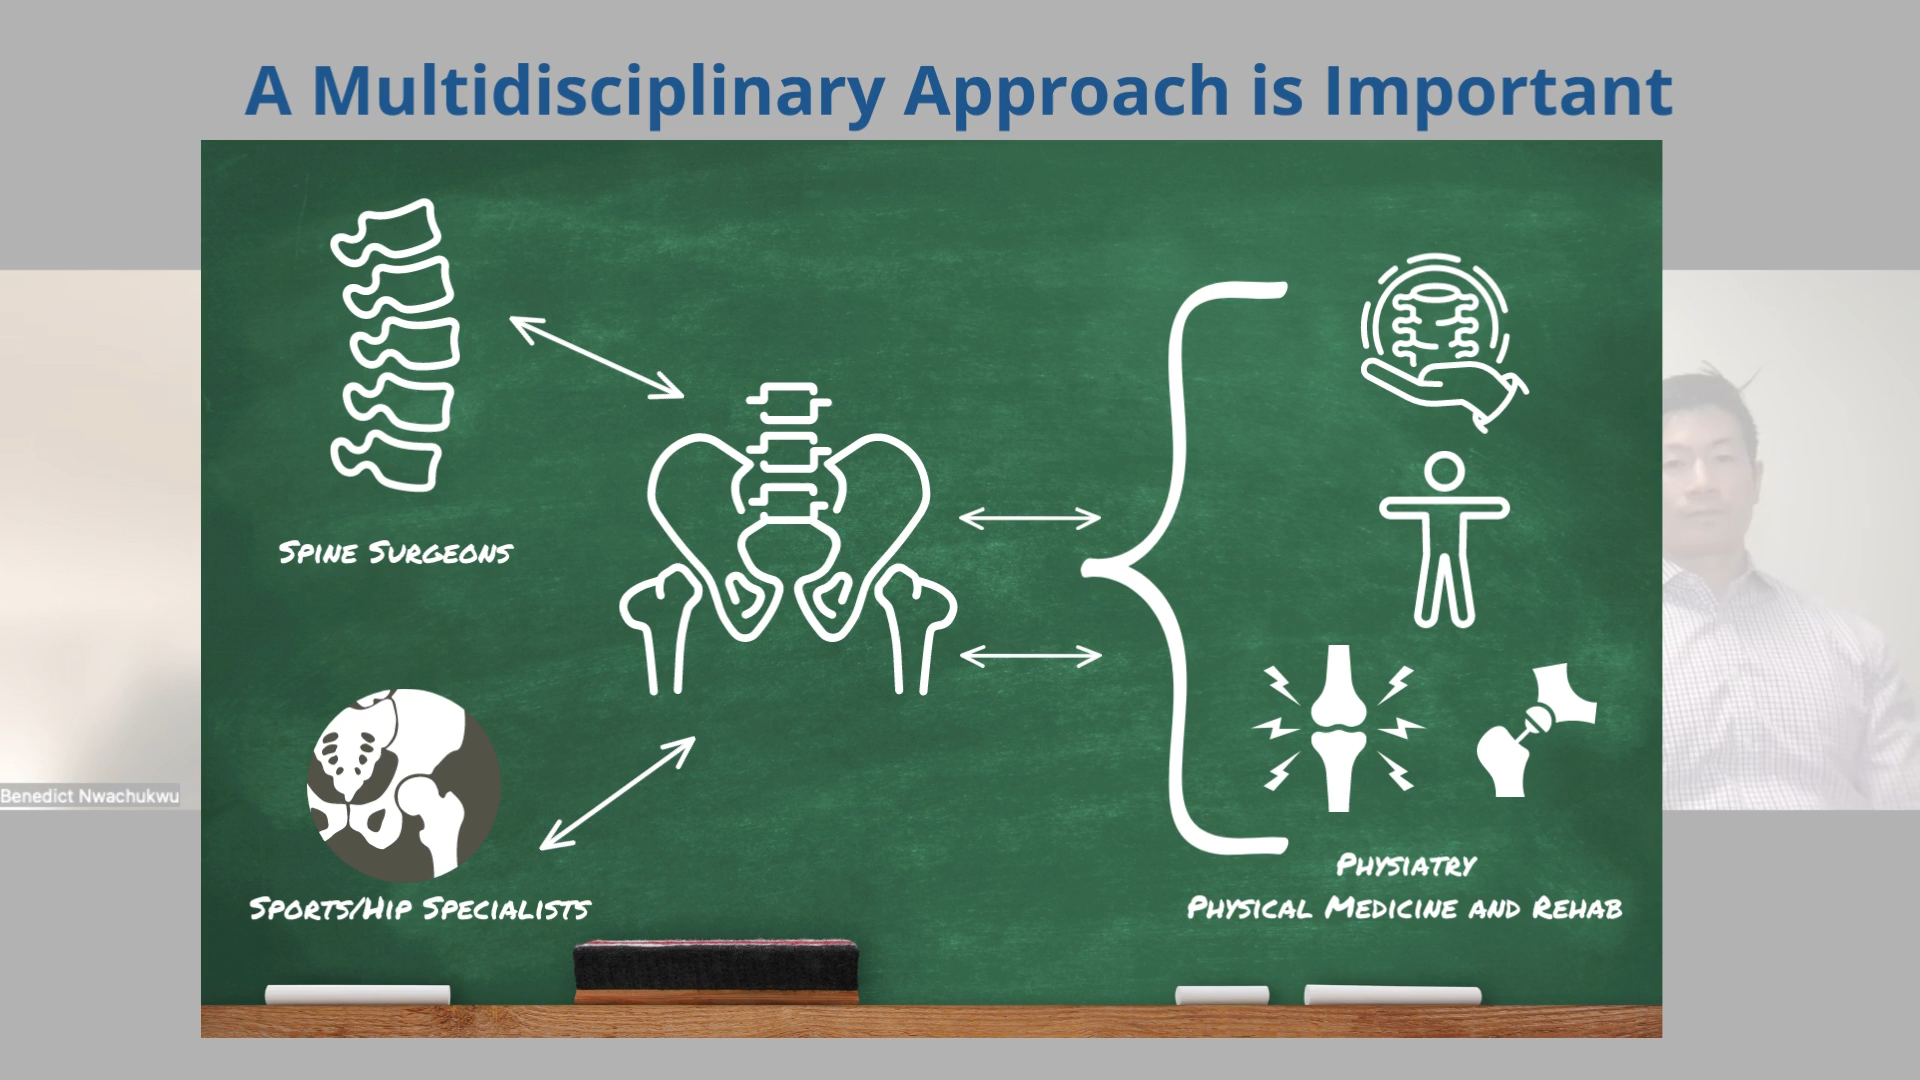 A Multidisciplinary Approach is Important
Spine Surgeons
Benedict Nwachukwu
Sports/Hip Specialists
Physiatry
Physical Medicine and Rehab